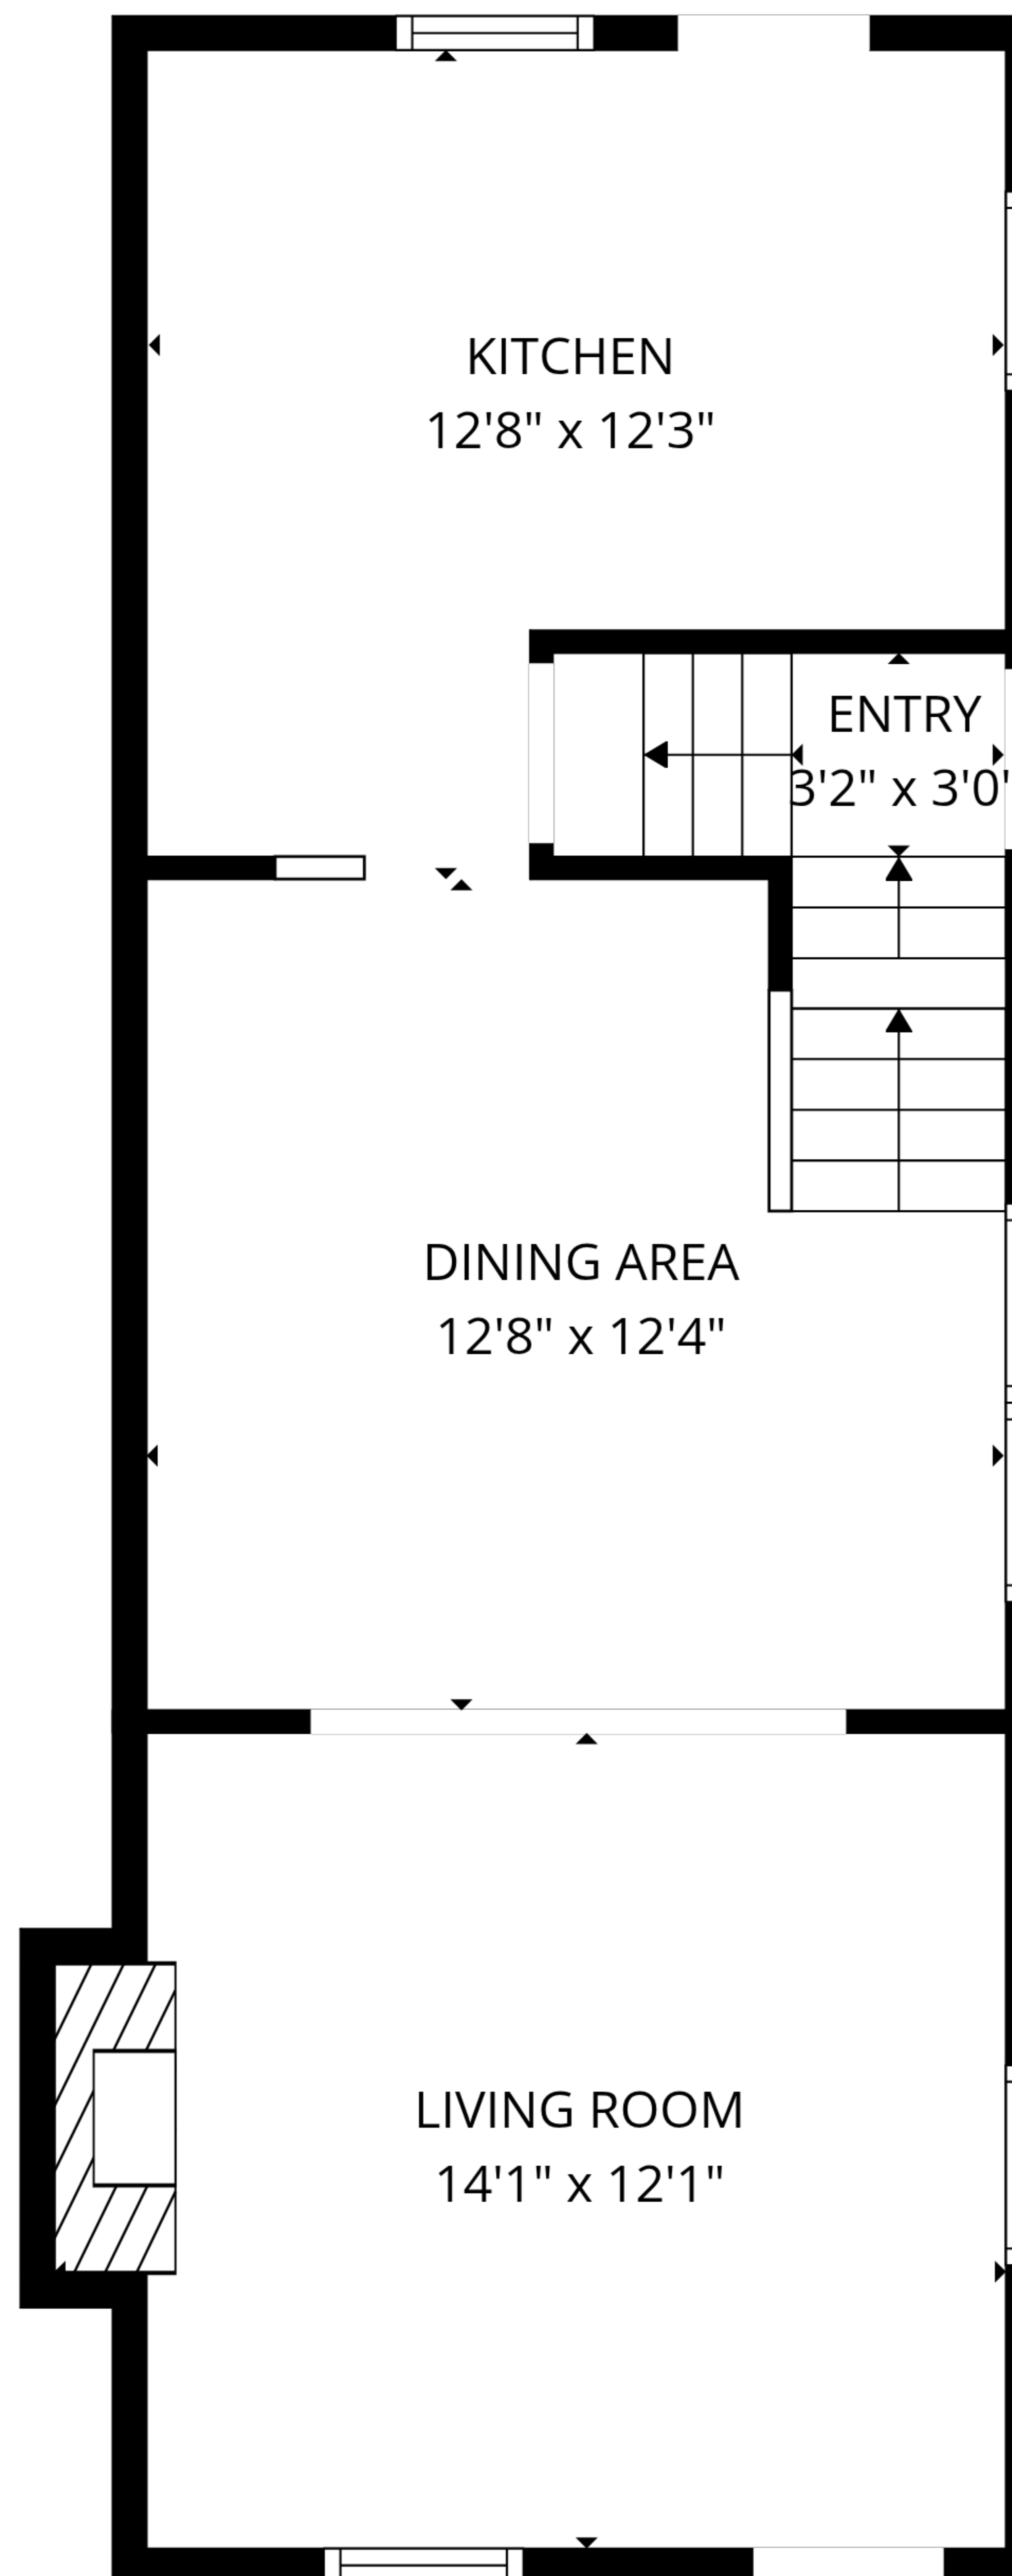 KITCHEN
12'8" x 12'3"
ENTRY
3'2" x 3'0"
DINING AREA
12'8" x 12'4"
LIVING ROOM
14'1" x 12'1"